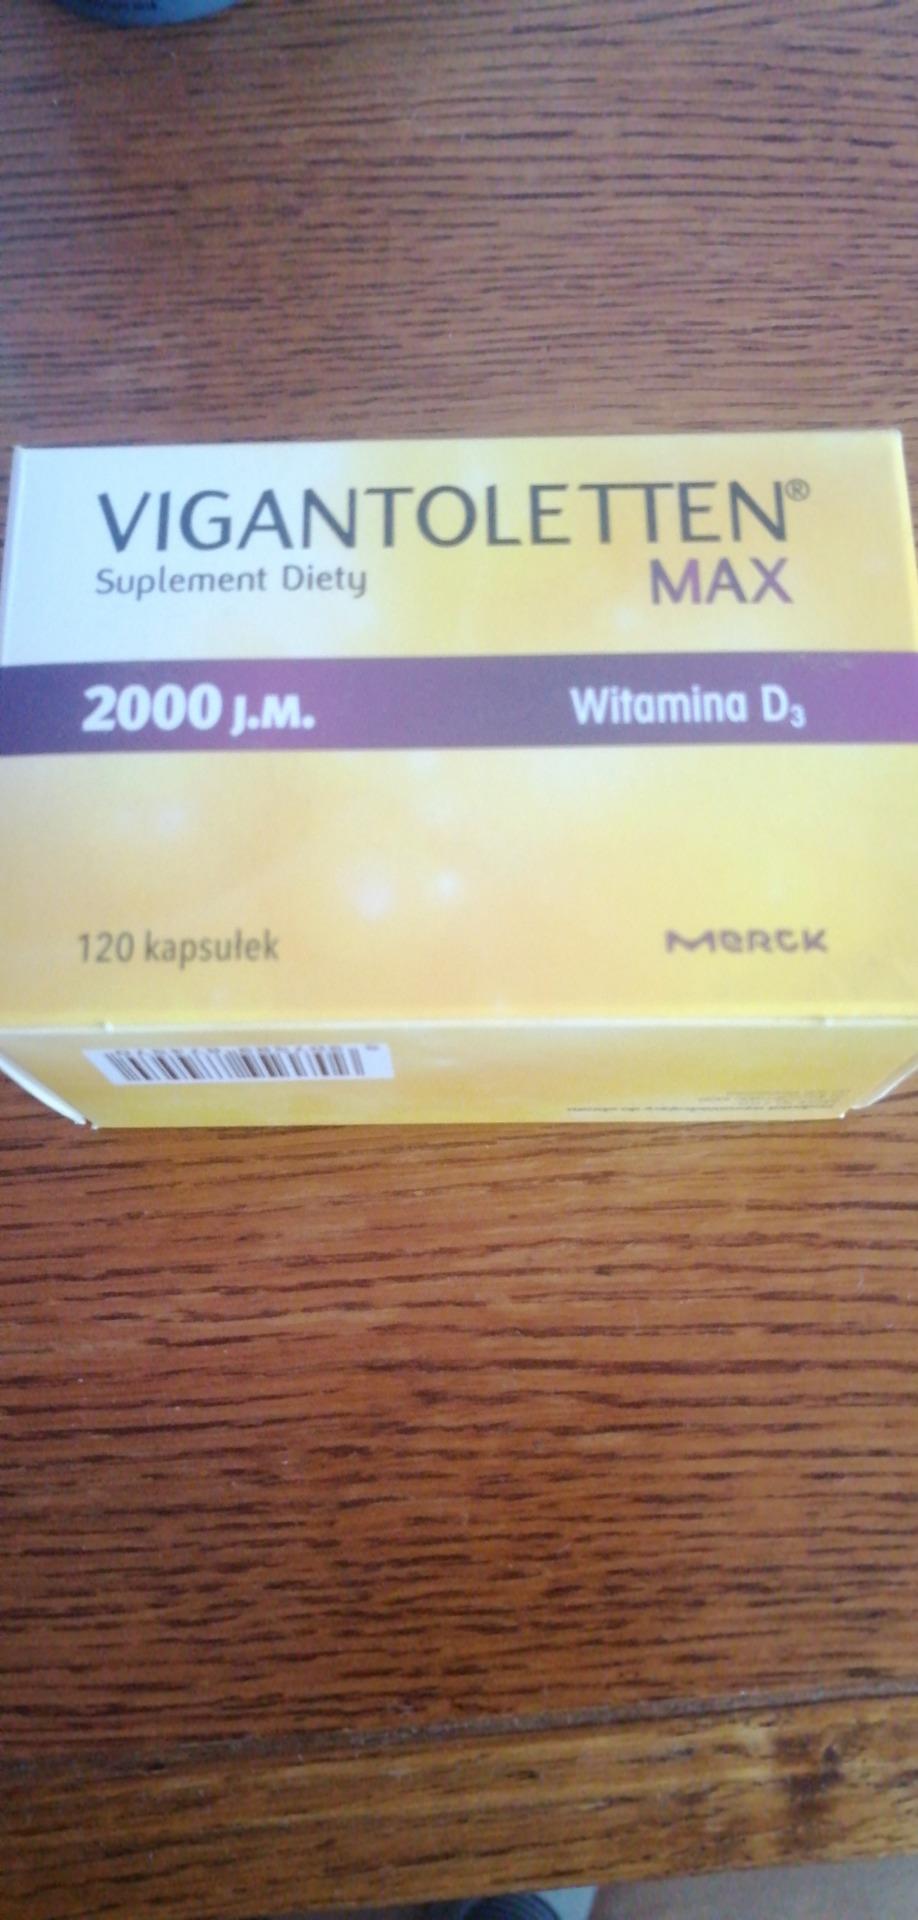 VIGANTOLETTEN®
Suplement Diety MAX
2000 J.M. Witamina D₃
120 kapsułek MERCK